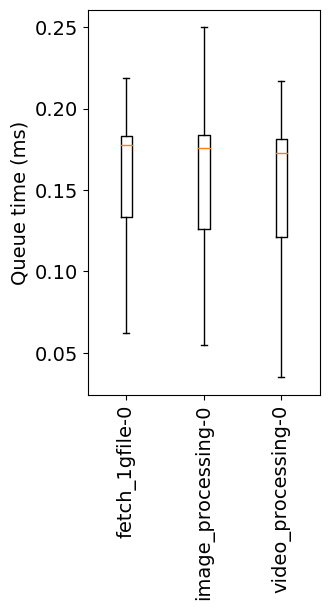 Queue time (ms)
0.25
0.20
0.15
0.10
0.05
fetch_1gfile-0
image_processing-0
video_processing-0